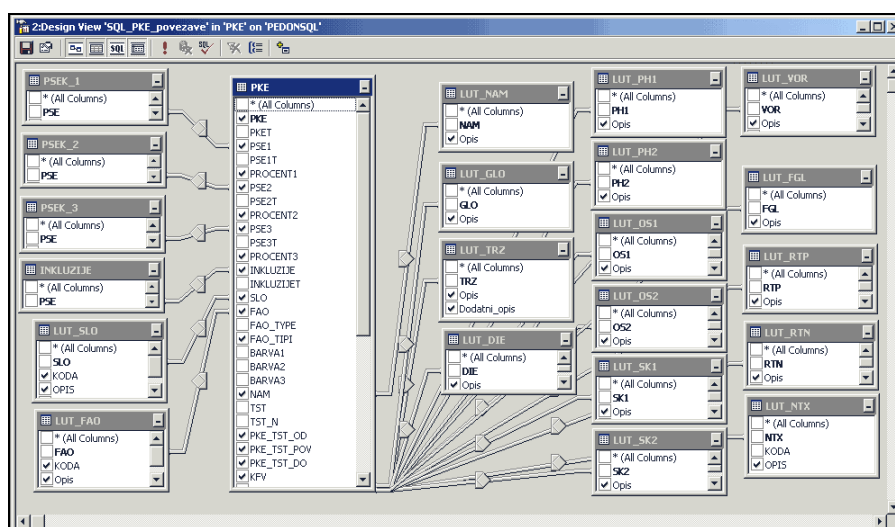 2:Design View 'SQL_PKE_povezave' in 'PKE' on 'PEDONSQL'
SQL
PSEK_1
* (All Columns)
PSE
PSEK_2
* (All Columns)
PSE
PSEK_3
* (All Columns)
PSE
INKLUZIJE
* (All Columns)
PSE
LUT_SLO
* (All Columns)
SLO
KODA
OPIS
LUT_FAO
* (All Columns)
FAO
KODA
Opis
PKE
* (All Columns)
PKE
PKET
PSE1
PSE1T
PROCENT1
PSE2
PSE2T
PROCENT2
PSE3
PSE3T
PROCENT3
INKLUZIJE
INKLUZIJET
SLO
FAO
FAO_TYPE
FAO_TIPI
BARVA1
BARVA2
BARVA3
NAM
TST
TST_N
PKE_TST_OD
PKE_TST_POV
PKE_TST_DO
KFV
LUT_NAM
* (All Columns)
NAM
Opis
LUT_GLO
* (All Columns)
GLO
Opis
LUT_TRZ
* (All Columns)
TRZ
Opis
Dodatni_opis
LUT_DIE
* (All Columns)
DIE
Opis
LUT_PH1
* (All Columns)
PH1
Opis
LUT_PH2
* (All Columns)
PH2
Opis
LUT_OS1
* (All Columns)
OS1
Opis
LUT_OS2
* (All Columns)
OS2
Opis
LUT_SK1
* (All Columns)
SK1
Opis
LUT_SK2
* (All Columns)
SK2
Opis
LUT_VOR
* (All Columns)
VOR
Opis
LUT_FGL
* (All Columns)
FGL
Opis
LUT_RTP
* (All Columns)
RTP
Opis
LUT_RTN
* (All Columns)
RTN
Opis
LUT_NTX
* (All Columns)
NTX
KODA
OPIS